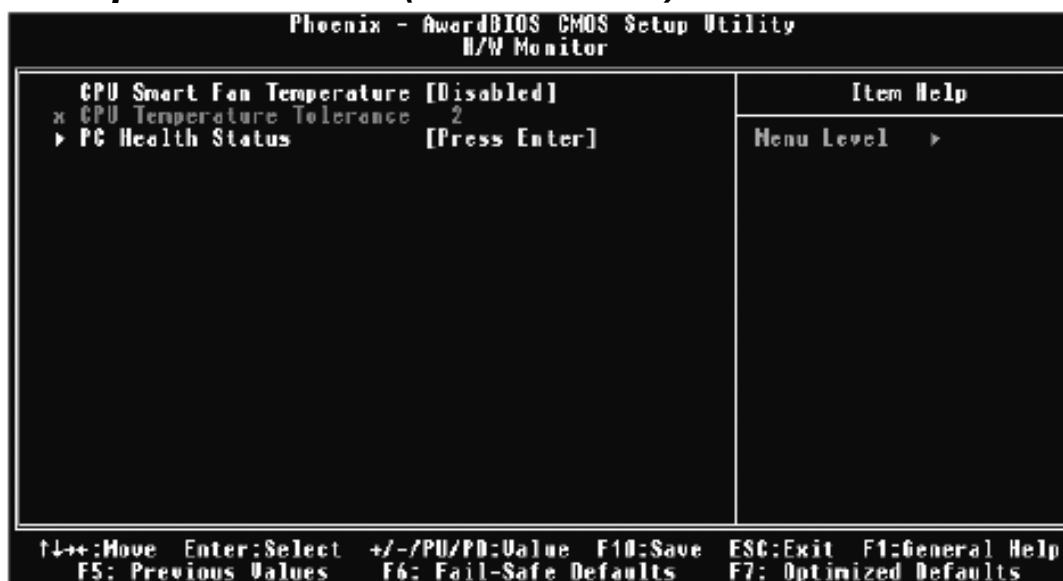 Phoenix - AwardBIOS CMOS Setup Utility
H/W Monitor
CPU Smart Fan Temperature [Disabled]
x CPU Temperature Tolerance 2
▸ PC Health Status [Press Enter]
Item Help
Menu Level ▸
↑↓→←:Move Enter:Select +/-/PU/PD:Value F10:Save ESC:Exit F1:General Help
F5: Previous Values F6: Fail-Safe Defaults F7: Optimized Defaults